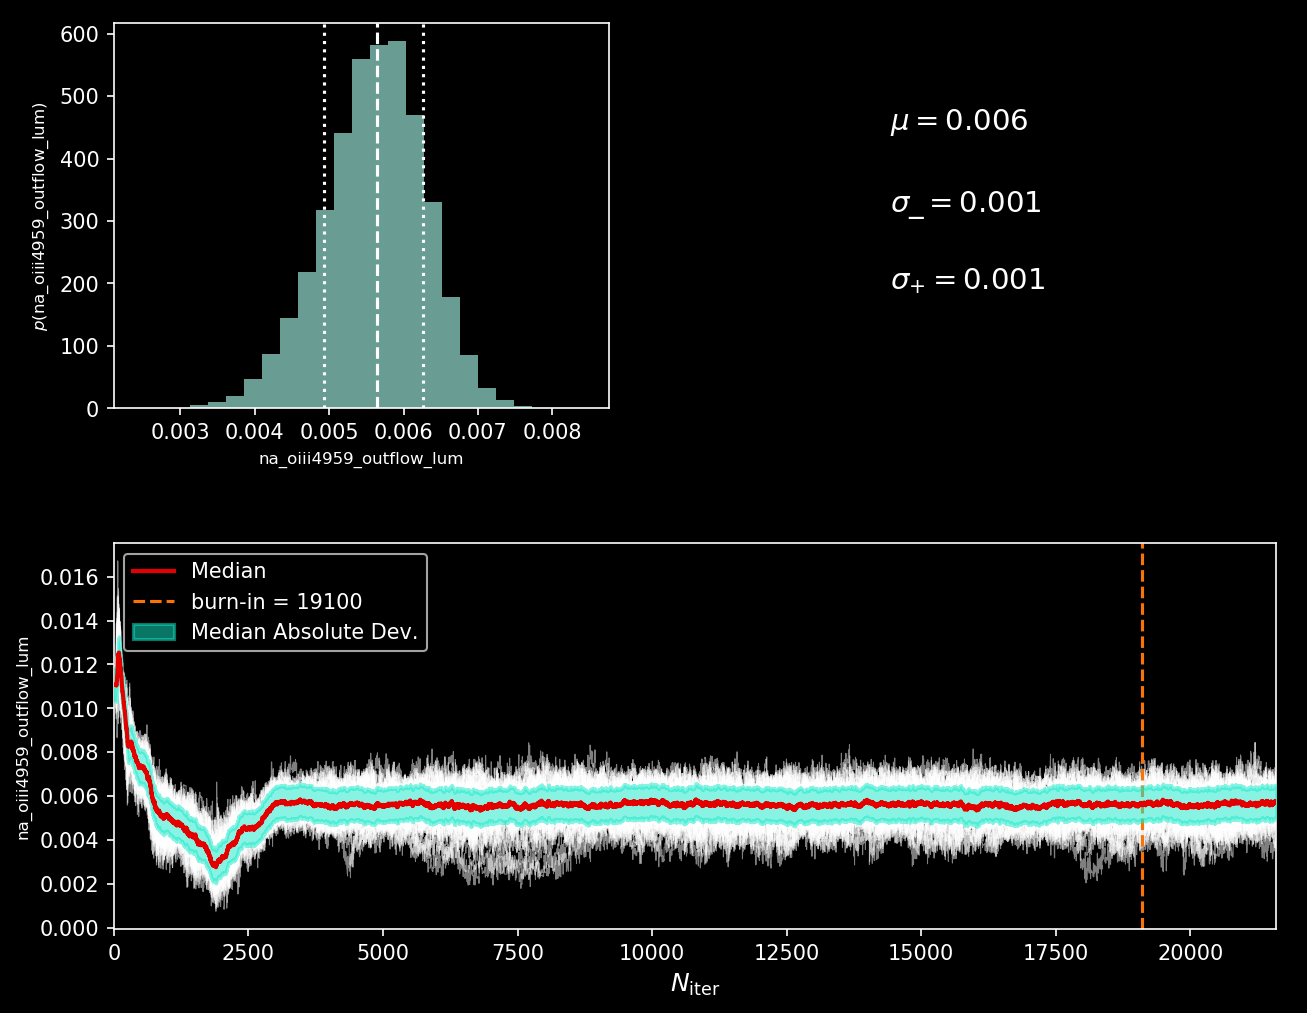 600
500
400
300
200
100
0
p(na_oiii4959_outflow_lum)
0.003 0.004 0.005 0.006 0.007 0.008
na_oiii4959_outflow_lum
μ = 0.006
σ₋ = 0.001
σ₊ = 0.001
0.016
0.014
0.012
0.010
0.008
0.006
0.004
0.002
0.000
na_oiii4959_outflow_lum
Median
burn-in = 19100
Median Absolute Dev.
0 2500 5000 7500 10000 12500 15000 17500 20000
N_iter